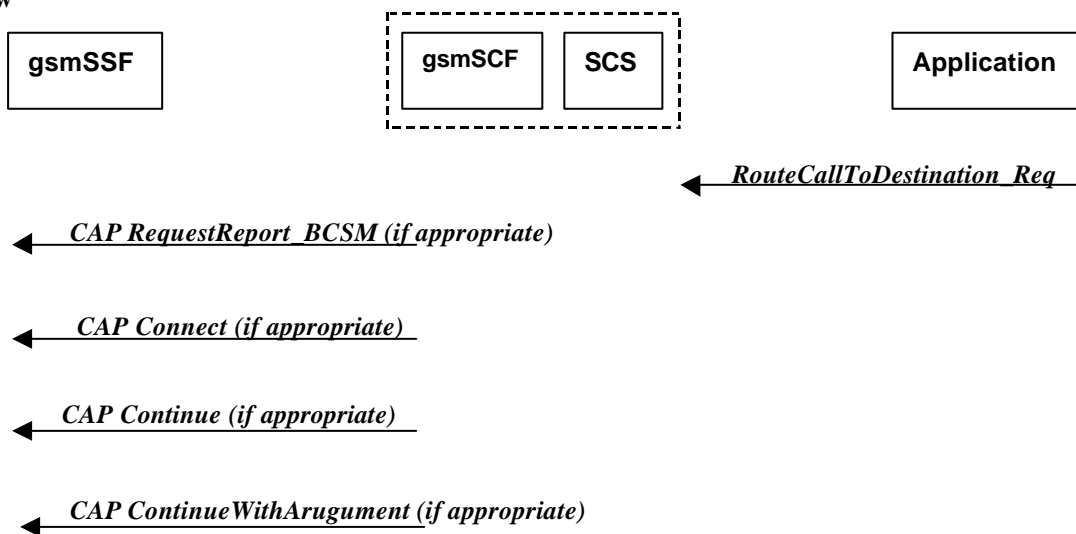 gsmSSF
gsmSCF
SCS
Application
RouteCallToDestination_Req
CAP RequestReport_BCSM (if appropriate)
CAP Connect (if appropriate)
CAP Continue (if appropriate)
CAP ContinueWithArugument (if appropriate)